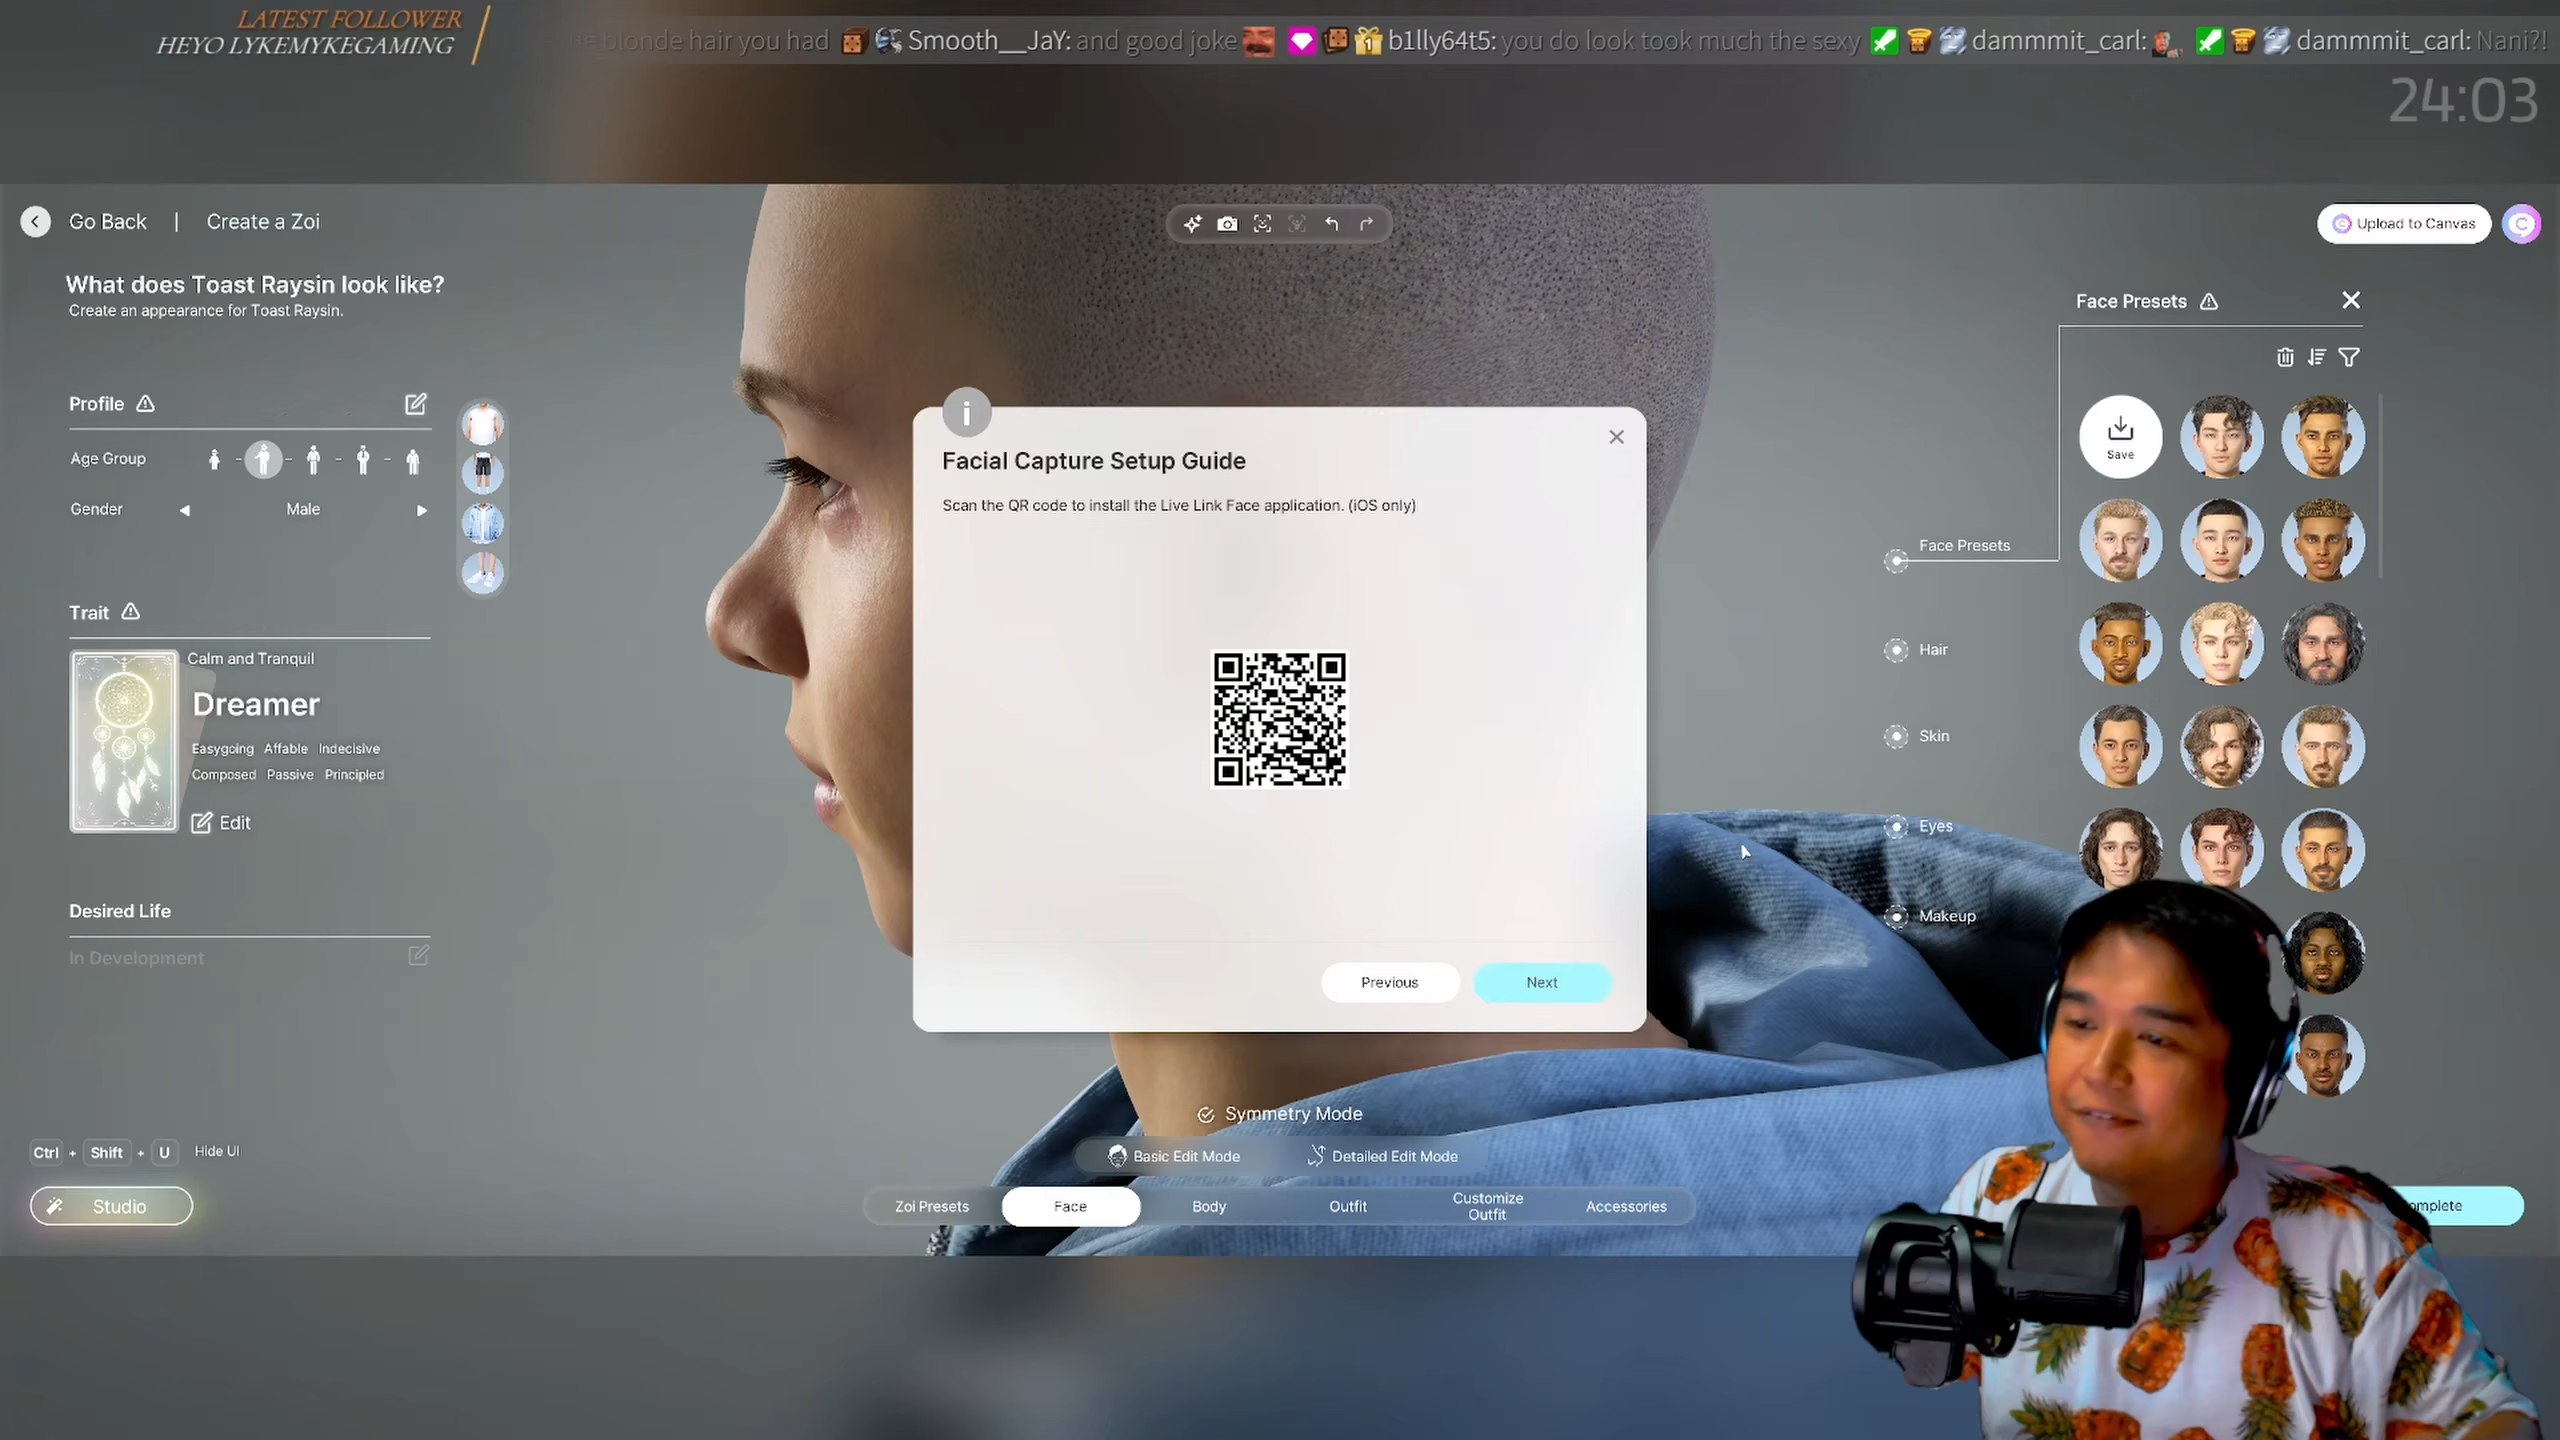 LATEST FOLLOWER
HEYO LYKEMYKEGAMING
blonde hair you had Smooth__JaY: and good joke b1lly64t5: you do look took much the sexy dammmit_carl: dammmit_carl: Nani?!
24:03
Go Back | Create a Zoi
Upload to Canvas
What does Toast Raysin look like?
Create an appearance for Toast Raysin.
Profile
Age Group
Gender
Male
Trait
Calm and Tranquil
Dreamer
Easygoing Affable Indecisive
Composed Passive Principled
Edit
Desired Life
In Development
Ctrl + Shift + U Hide UI
Studio
i
Facial Capture Setup Guide
Scan the QR code to install the Live Link Face application. (iOS only)
Previous
Next
Symmetry Mode
Basic Edit Mode
Detailed Edit Mode
Zoi Presets
Face
Body
Outfit
Customize
Outfit
Accessories
Face Presets
Save
Face Presets
Hair
Skin
Eyes
Makeup